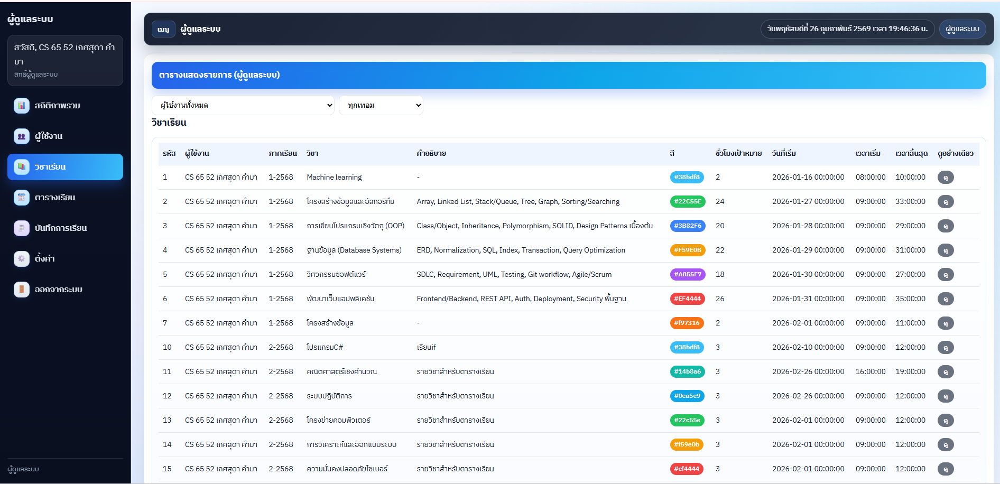 ผู้ดูแลระบบ
สวัสดี, CS 65 52 เกศสุดา คำ
มา
สิทธิ์ผู้ดูแลระบบ
สถิติภาพรวม
ผู้ใช้งาน
วิชาเรียน
ตารางเรียน
บันทึกการเรียน
ตั้งค่า
ออกจากระบบ
ผู้ดูแลระบบ
เมนู ผู้ดูแลระบบ วันพฤหัสบดีที่ 26 กุมภาพันธ์ 2569 เวลา 19:46:36 น. ผู้ดูแลระบบ
ตารางแสดงรายการ (ผู้ดูแลระบบ)
ผู้ใช้งานทั้งหมด ทุกเทอม
วิชาเรียน
รหัส ผู้ใช้งาน ภาคเรียน วิชา คำอธิบาย สี ชั่วโมงเป้าหมาย วันที่เริ่ม เวลาเริ่ม เวลาสิ้นสุด ดูอย่างเดียว
1 CS 65 52 เกศสุดา คำมา 1-2568 Machine learning - #38bdf8 2 2026-01-16 00:00:00 08:00:00 10:00:00 ดู
2 CS 65 52 เกศสุดา คำมา 1-2568 โครงสร้างข้อมูลและอัลกอริทึม Array, Linked List, Stack/Queue, Tree, Graph, Sorting/Searching #22C55E 24 2026-01-27 00:00:00 09:00:00 33:00:00 ดู
3 CS 65 52 เกศสุดา คำมา 1-2568 การเขียนโปรแกรมเชิงวัตถุ (OOP) Class/Object, Inheritance, Polymorphism, SOLID, Design Patterns เบื้องต้น #3B82F6 20 2026-01-28 00:00:00 09:00:00 29:00:00 ดู
4 CS 65 52 เกศสุดา คำมา 1-2568 ฐานข้อมูล (Database Systems) ERD, Normalization, SQL, Index, Transaction, Query Optimization #F59E0B 22 2026-01-29 00:00:00 09:00:00 31:00:00 ดู
5 CS 65 52 เกศสุดา คำมา 1-2568 วิศวกรรมซอฟต์แวร์ SDLC, Requirement, UML, Testing, Git workflow, Agile/Scrum #A855F7 18 2026-01-30 00:00:00 09:00:00 27:00:00 ดู
6 CS 65 52 เกศสุดา คำมา 1-2568 พัฒนาเว็บแอปพลิเคชัน Frontend/Backend, REST API, Auth, Deployment, Security พื้นฐาน #EF4444 26 2026-01-31 00:00:00 09:00:00 35:00:00 ดู
7 CS 65 52 เกศสุดา คำมา 1-2568 โครงสร้างข้อมูล - #f97316 2 2026-02-01 00:00:00 09:00:00 11:00:00 ดู
10 CS 65 52 เกศสุดา คำมา 2-2568 โปรแกรมC# เรียนif #38bdf8 3 2026-02-10 00:00:00 09:00:00 12:00:00 ดู
11 CS 65 52 เกศสุดา คำมา 2-2568 คณิตศาสตร์เชิงคำนวณ รายวิชาสำหรับตารางเรียน #14b8a6 3 2026-02-26 00:00:00 16:00:00 19:00:00 ดู
12 CS 65 52 เกศสุดา คำมา 2-2568 ระบบปฏิบัติการ รายวิชาสำหรับตารางเรียน #0ea5e9 3 2026-02-26 00:00:00 09:00:00 12:00:00 ดู
13 CS 65 52 เกศสุดา คำมา 2-2568 โครงข่ายคอมพิวเตอร์ รายวิชาสำหรับตารางเรียน #22c55e 3 2026-02-01 00:00:00 09:00:00 12:00:00 ดู
14 CS 65 52 เกศสุดา คำมา 2-2568 การวิเคราะห์และออกแบบระบบ รายวิชาสำหรับตารางเรียน #f59e0b 3 2026-02-01 00:00:00 09:00:00 12:00:00 ดู
15 CS 65 52 เกศสุดา คำมา 2-2568 ความมั่นคงปลอดภัยไซเบอร์ รายวิชาสำหรับตารางเรียน #ef4444 3 2026-02-01 00:00:00 09:00:00 12:00:00 ดู